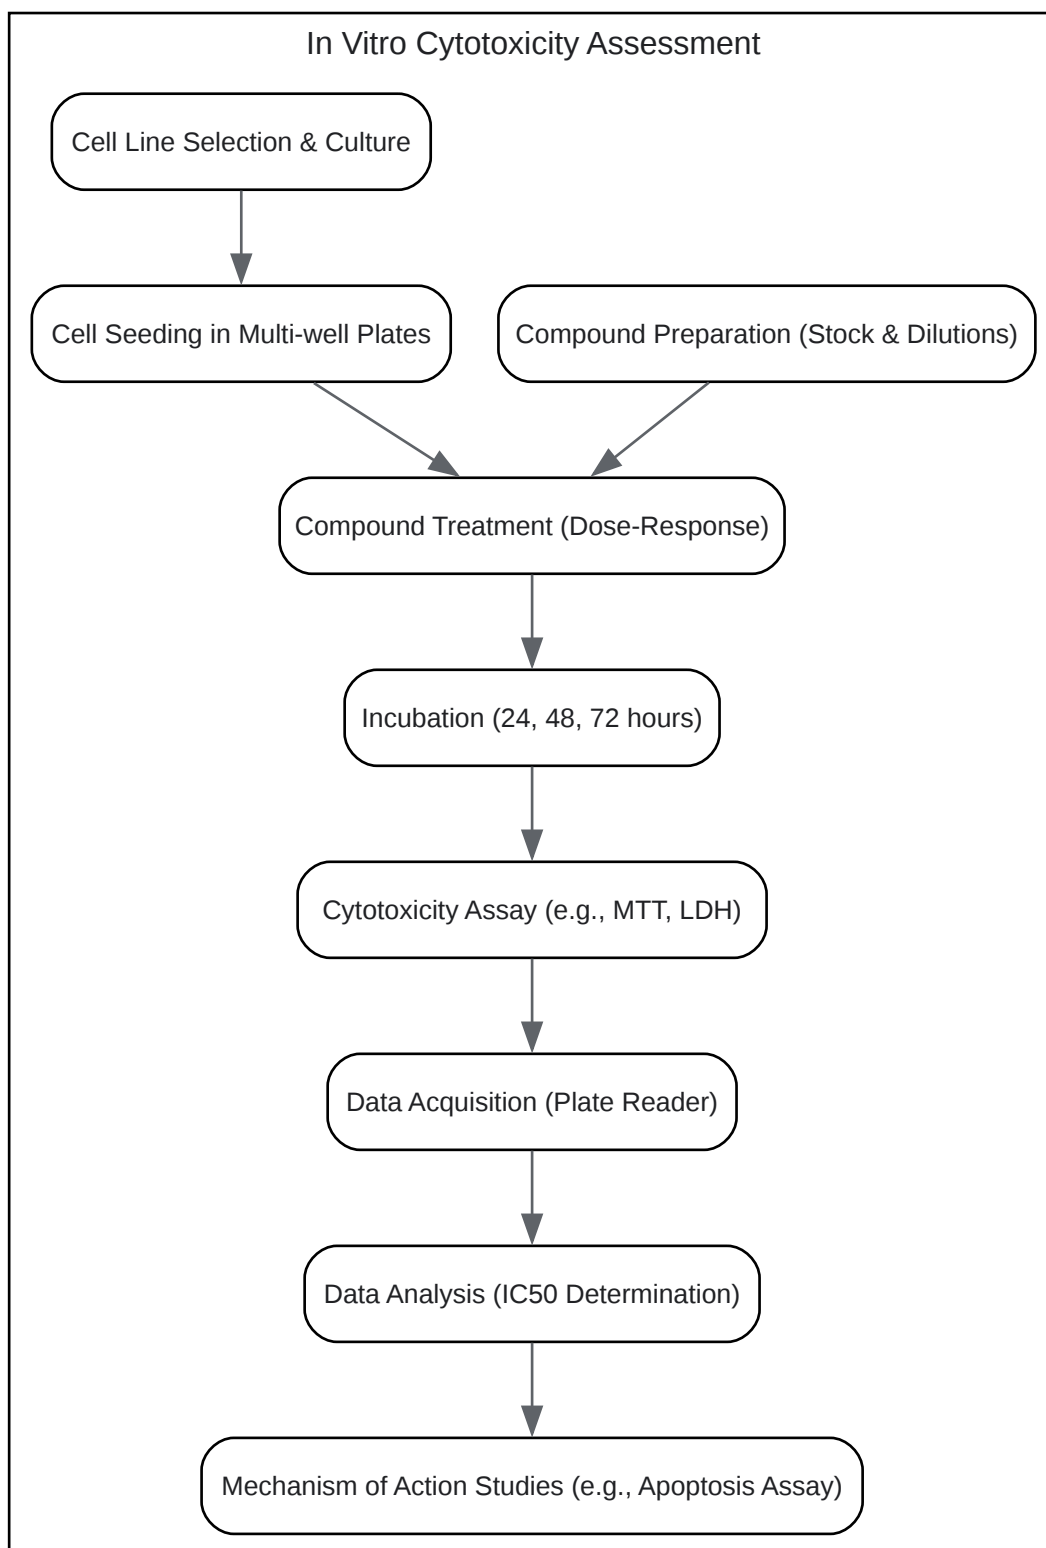 In Vitro Cytotoxicity Assessment
Cell Line Selection & Culture
Cell Seeding in Multi-well Plates
Compound Preparation (Stock & Dilutions)
Compound Treatment (Dose-Response)
Incubation (24, 48, 72 hours)
Cytotoxicity Assay (e.g., MTT, LDH)
Data Acquisition (Plate Reader)
Data Analysis (IC50 Determination)
Mechanism of Action Studies (e.g., Apoptosis Assay)